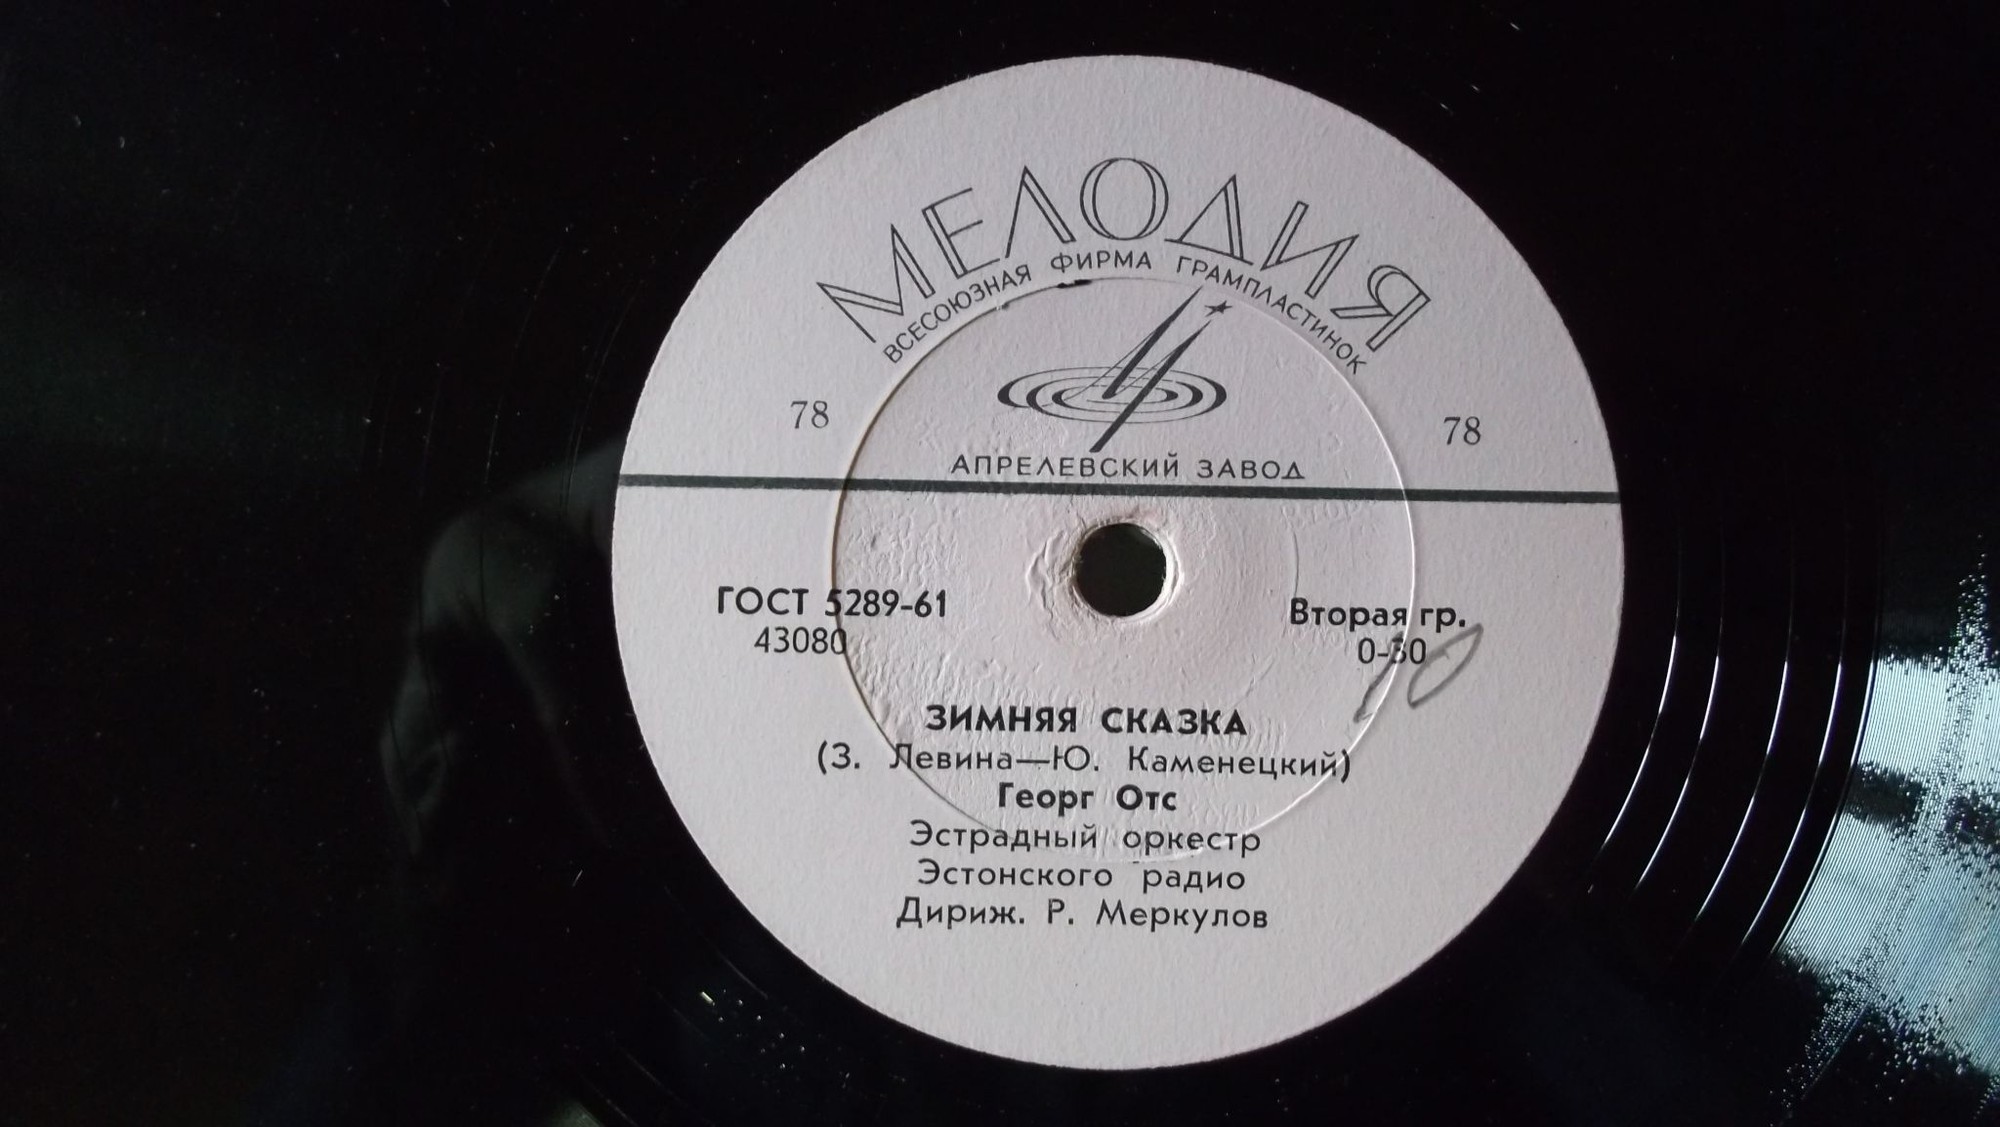 МЕЛОДИЯ
ВСЕСОЮЗНАЯ ФИРМА ГРАМПЛАСТИНОК
78 78
АПРЕЛЕВСКИЙ ЗАВОД
ГОСТ 5289-61 Вторая гр.
43080 0-30
10
ЗИМНЯЯ СКАЗКА
(З. Левина—Ю. Каменецкий)
Георг Отс
Эстрадный оркестр
Эстонского радио
Дириж. Р. Меркулов